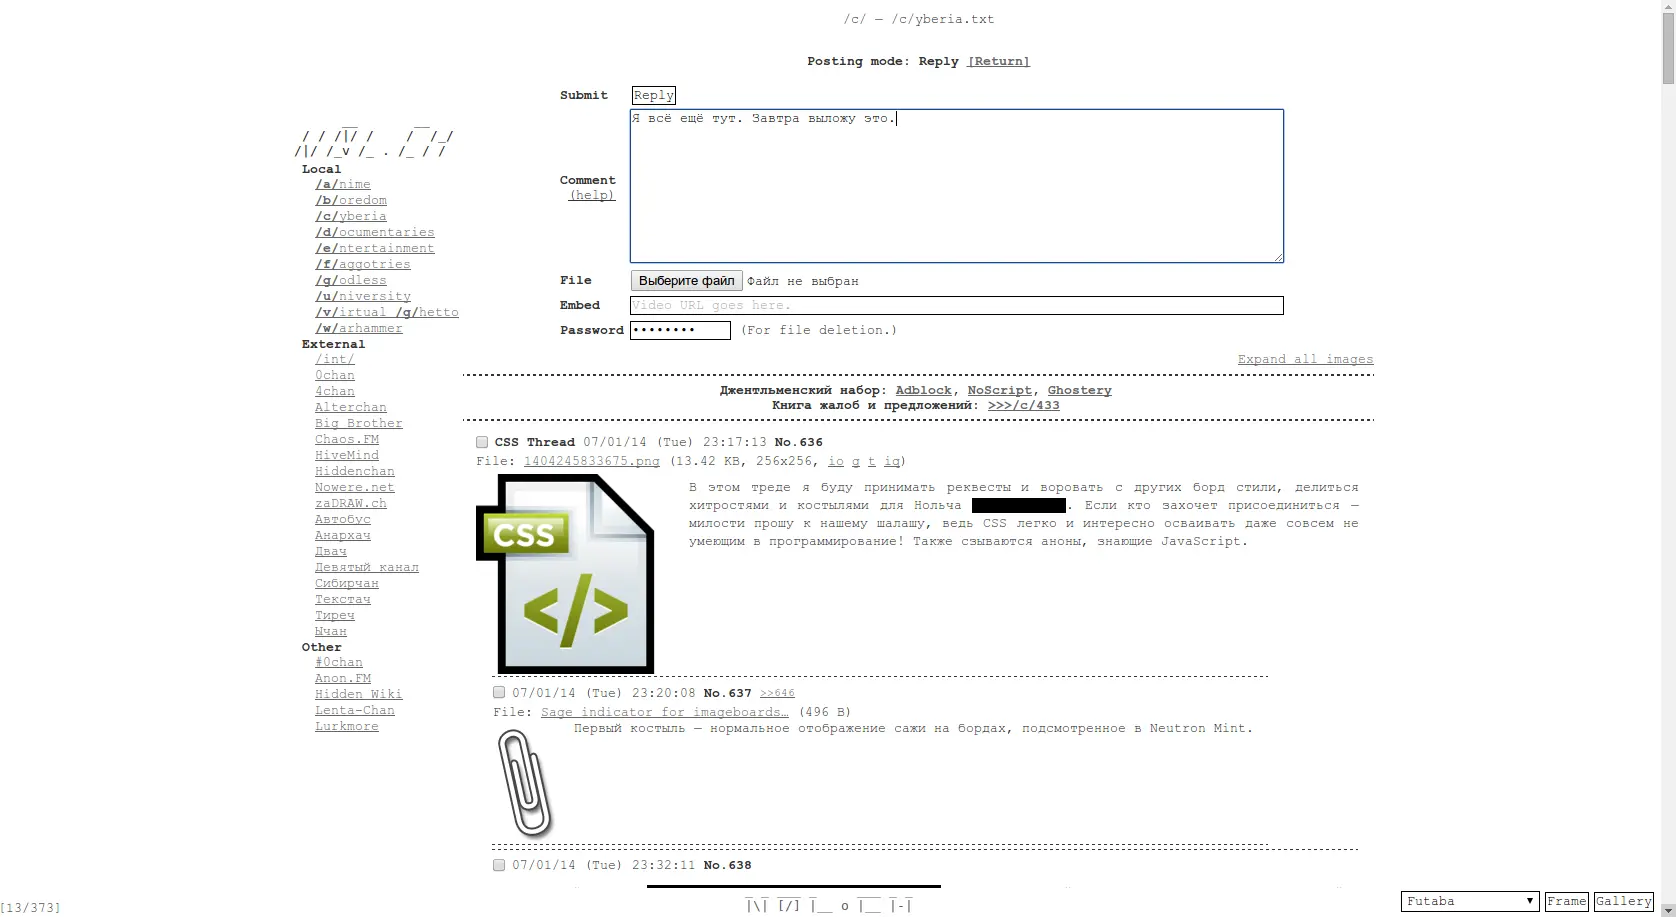 /c/ — /c/yberia.txt
Posting mode: Reply [Return]
Submit Reply
Я всё ещё тут. Завтра выложу это.
Comment
(help)
File Выберите файл Файл не выбран
Embed Video URL goes here.
Password •••••••• (For file deletion.)
Local
/a/nime
/b/oredom
/c/yberia
/d/ocumentaries
/e/ntertainment
/f/aggotries
/g/odless
/u/niversity
/v/irtual /g/hetto
/w/arhammer
External
/int/
0chan
4chan
Alterchan
Big Brother
Chaos.FM
HiveMind
Hiddenchan
Nowere.net
zaDRAW.ch
Автобус
Анархач
Двач
Девятый канал
Сибирчан
Текстач
Тиреч
Ычан
Other
#0chan
Anon.FM
Hidden Wiki
Lenta-Chan
Lurkmore
Expand all images
Джентльменский набор: Adblock, NoScript, Ghostery
Книга жалоб и предложений: >>>/c/433
CSS Thread 07/01/14 (Tue) 23:17:13 No.636
File: 1404245833675.png (13.42 KB, 256x256, io g t iq)
CSS
</>
В этом треде я буду принимать реквесты и воровать с других борд стили, делиться
хитростями и костылями для Нольча . Если кто захочет присоединиться —
милости прошу к нашему шалашу, ведь CSS легко и интересно осваивать даже совсем не
умеющим в программирование! Также сзываются аноны, знающие JavaScript.
07/01/14 (Tue) 23:20:08 No.637 >>646
File: Sage indicator for imageboards… (496 B)
Первый костыль — нормальное отображение сажи на бордах, подсмотренное в Neutron Mint.
07/01/14 (Tue) 23:32:11 No.638
[13/373]
Futaba Frame Gallery